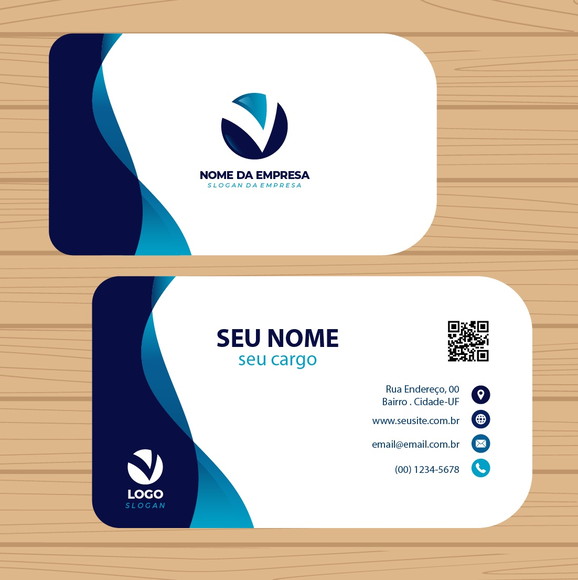 NOME DA EMPRESA
SLOGAN DA EMPRESA
SEU NOME
seu cargo
Rua Endereço, 00
Bairro . Cidade-UF
www.seusite.com.br
email@email.com.br
(00) 1234-5678
LOGO
SLOGAN